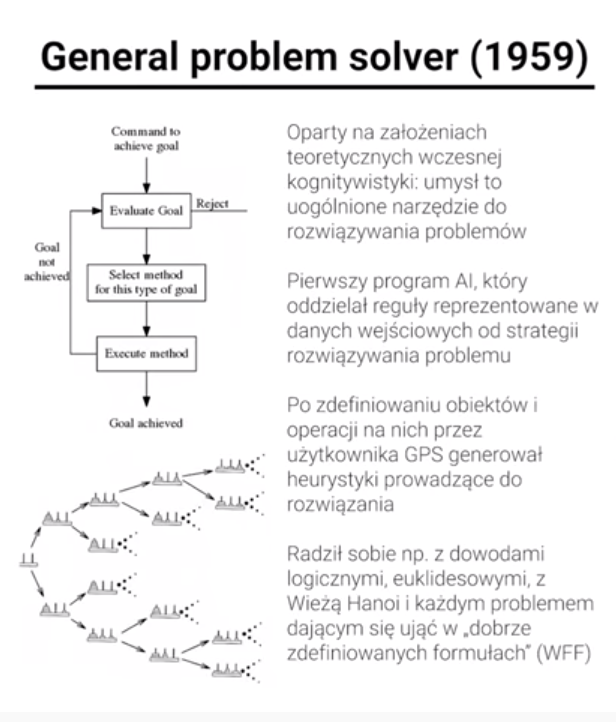 General problem solver (1959)
Command to
achieve goal
Evaluate Goal
Reject
Goal
not
achieved
Select method
for this type of goal
Execute method
Goal achieved
Oparty na założeniach
teoretycznych wczesnej
kognitywistyki: umysł to
uogólnione narzędzie do
rozwiązywania problemów
Pierwszy program AI, który
oddzielał reguły reprezentowane w
danych wejściowych od strategii
rozwiązywania problemu
Po zdefiniowaniu obiektów i
operacji na nich przez
użytkownika GPS generował
heurystyki prowadzące do
rozwiązania
Radził sobie np. z dowodami
logicznymi, euklidesowymi, z
Wieżą Hanoi i każdym problemem
dającym się ująć w „dobrze
zdefiniowanych formułach” (WFF)